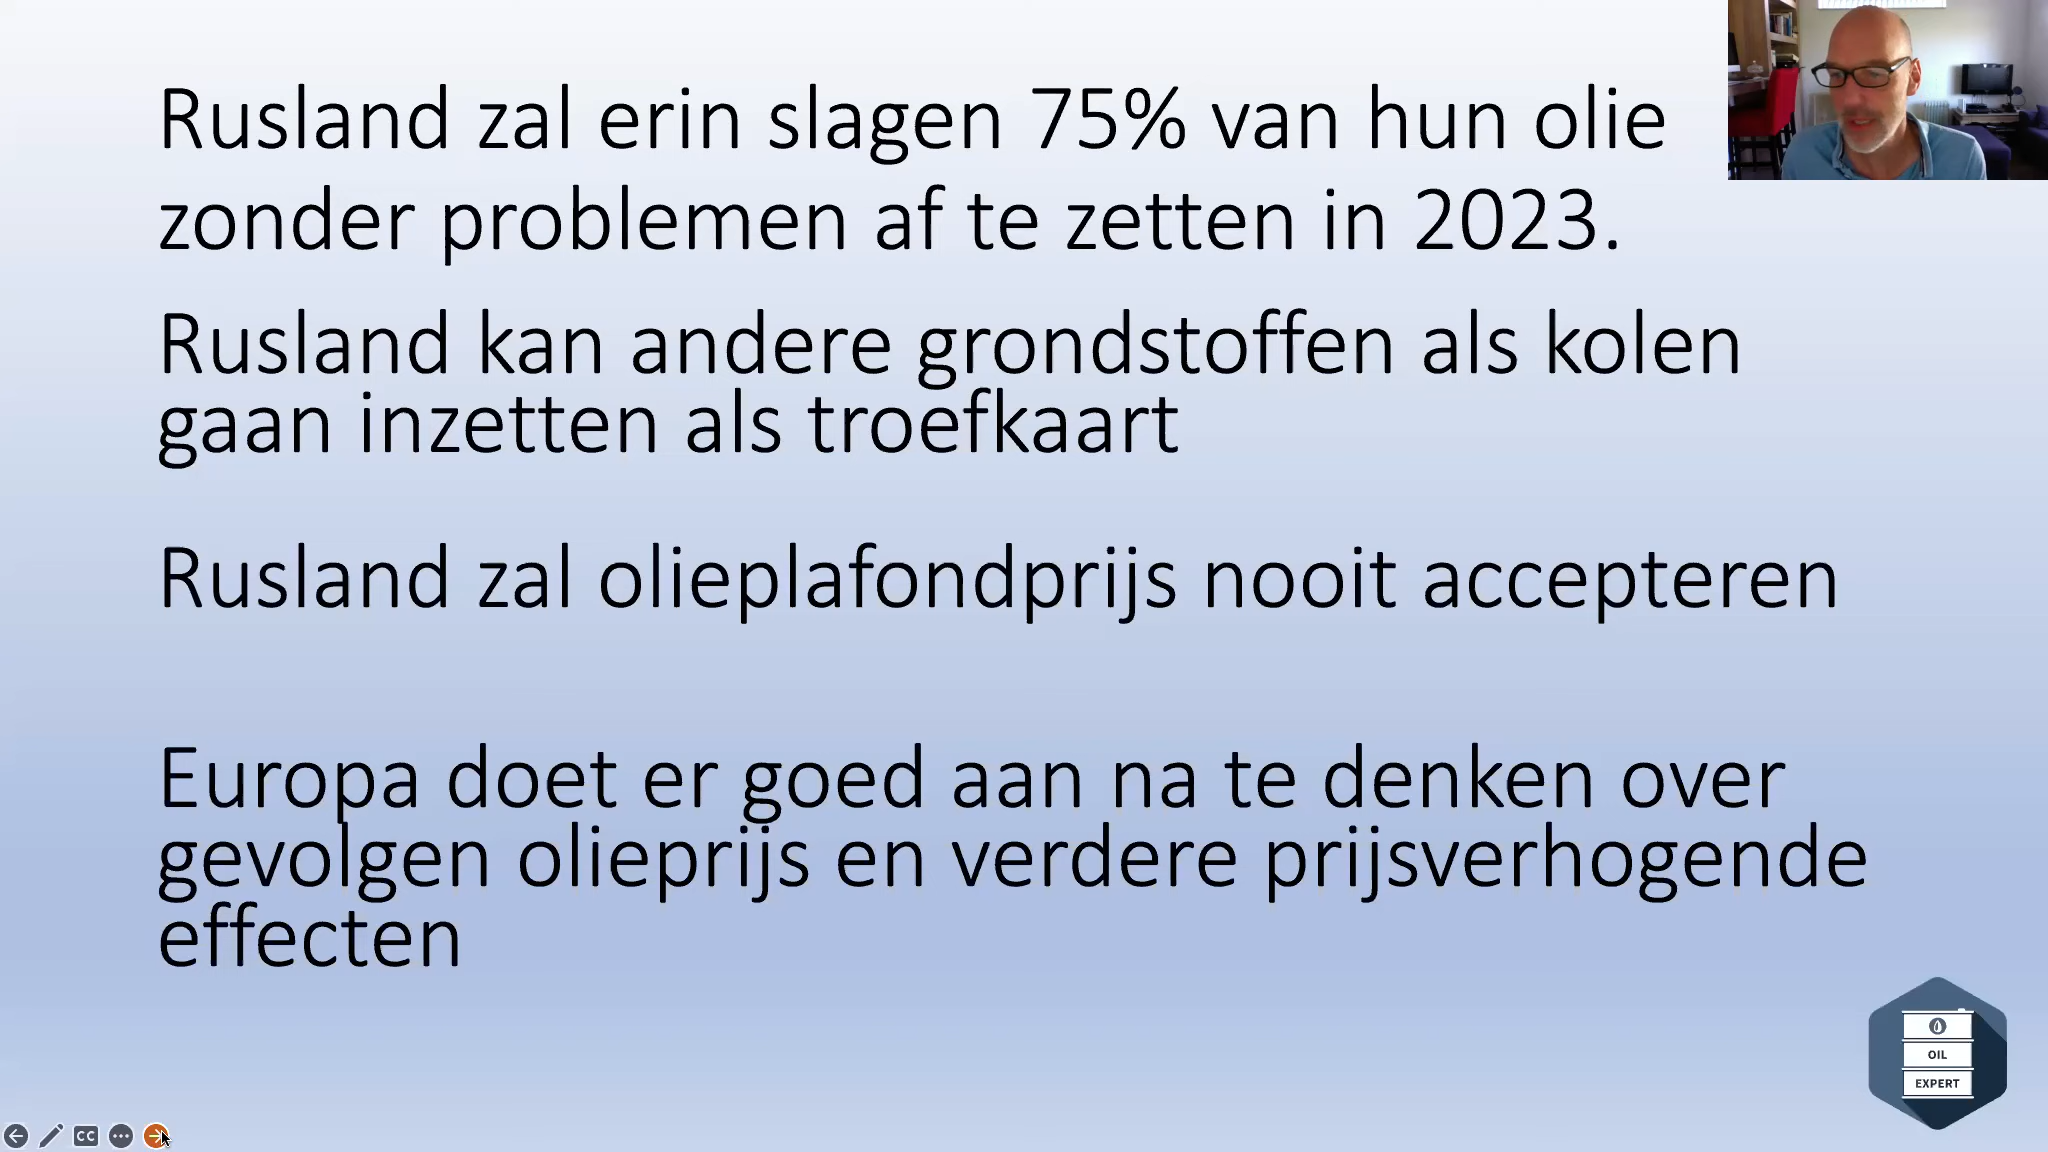 Rusland zal erin slagen 75% van hun olie
zonder problemen af te zetten in 2023.
Rusland kan andere grondstoffen als kolen
gaan inzetten als troefkaart
Rusland zal olieplafondprijs nooit accepteren
Europa doet er goed aan na te denken over
gevolgen olieprijs en verdere prijsverhogende
effecten
OIL
EXPERT
CC